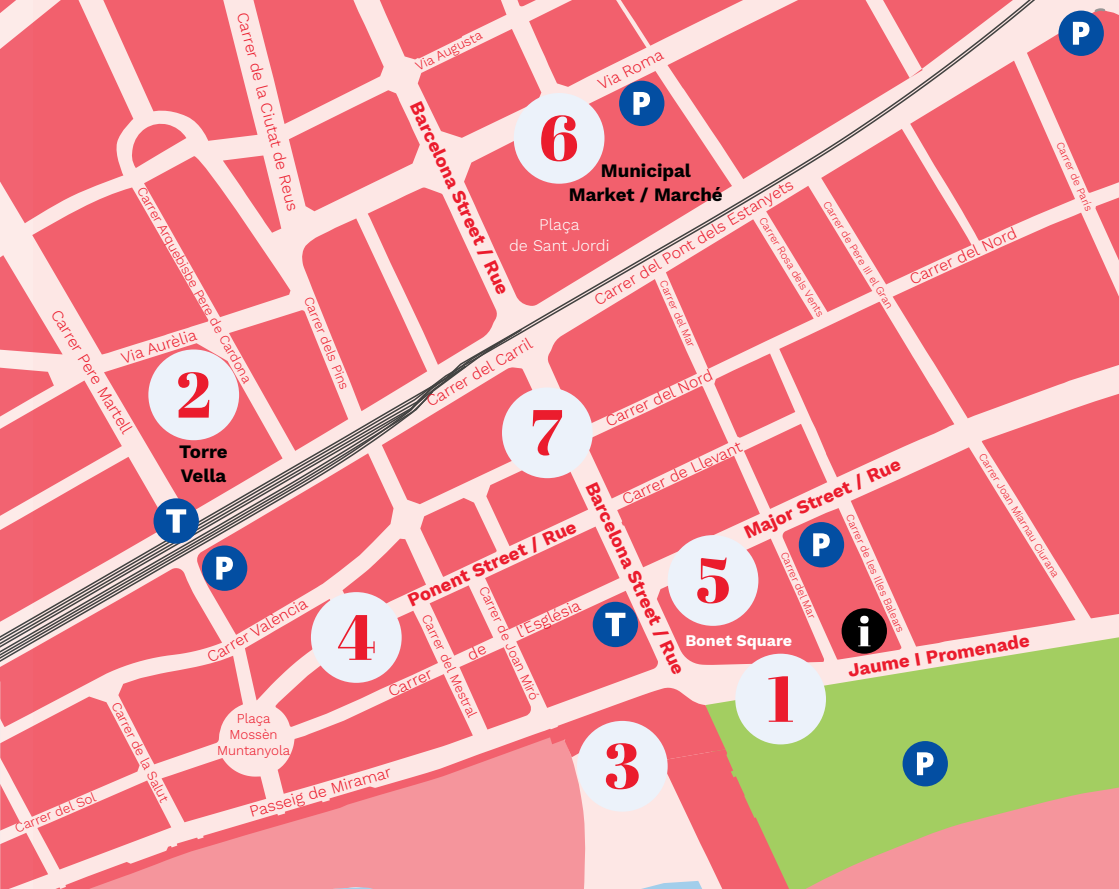 Via Augusta
Via Roma
P
P
Carrer de la Ciutat de Reus
Barcelona Street / Rue
6
Municipal
Market / Marché
Plaça
de Sant Jordi
Carrer de París
Carrer Arquebisbe Pere de Cardona
Carrer del Pont dels Estanyets
Carrer Rosa dels Vents
Carrer de Pere III el Gran
Carrer del Nord
Carrer Pere Martell
Via Aurèlia
Carrer dels Pins
Carrer del Mar
Carrer del Carril
2
Torre
Vella
7
Carrer del Nord
Carrer de Llevant
Major Street / Rue
Carrer Joan Miarnau Ciurana
T
P
Ponent Street / Rue
Barcelona Street / Rue
5
P
Carrer del Mar
Carrer de les Illes Balears
Carrer València
4
Carrer del Mestral
Carrer de Joan Miró
Carrer de l'Església
T
Bonet Square
i
Jaume I Promenade
1
Plaça
Mossèn
Muntanyola
Carrer de la Salut
3
P
Carrer del Sol
Passeig de Miramar